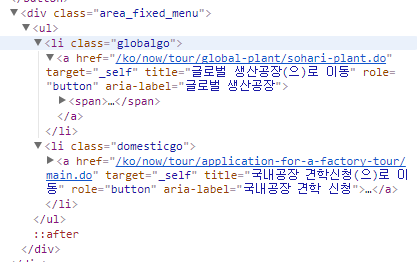 </button>
▼<div class="area_fixed_menu">
▼<ul>
▼<li class="globalgo">
▼<a href="/ko/now/tour/global-plant/sohari-plant.do"
target="_self" title="글로벌 생산공장(으)로 이동" role=
"button" aria-label="글로벌 생산공장">
▶<span>…</span>
</a>
</li>
▼<li class="domesticgo">
▶<a href="/ko/now/tour/application-for-a-factory-tour/
main.do" target="_self" title="국내공장 견학신청(으)로 이
동" role="button" aria-label="국내공장 견학 신청">…</a>
</li>
</ul>
::after
</div>